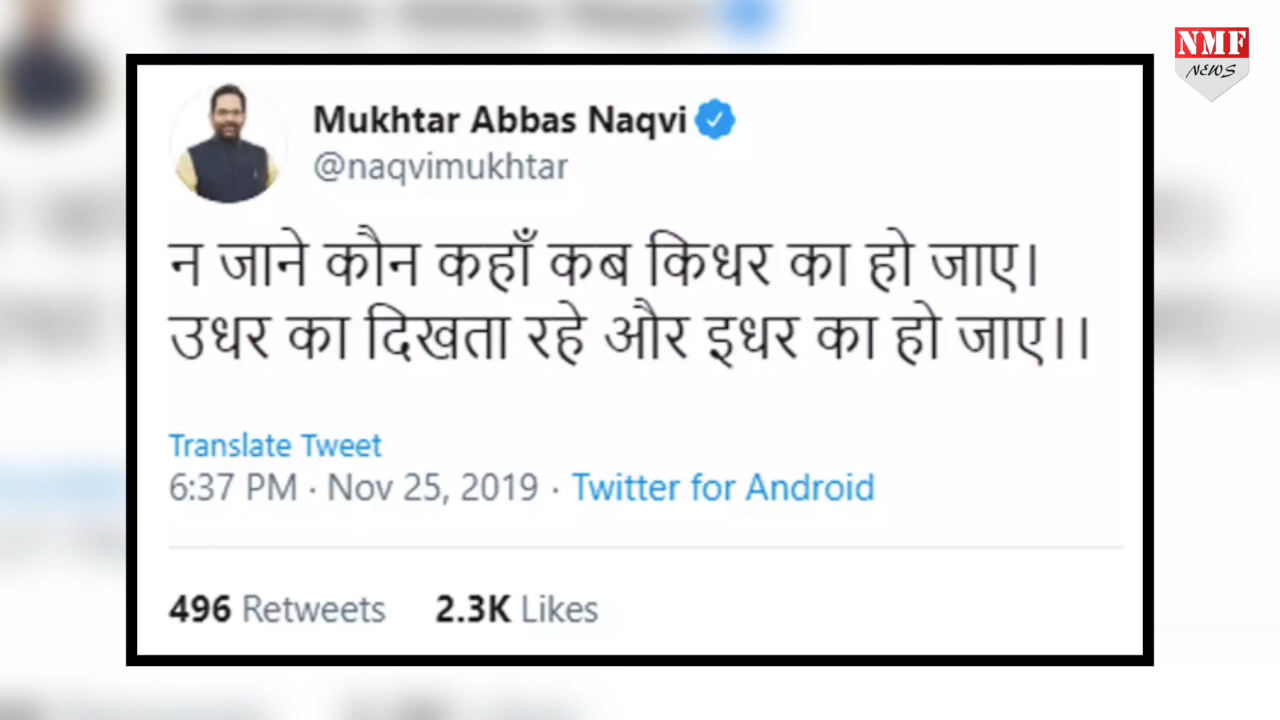 NMF
NEWS
Mukhtar Abbas Naqvi
@naqvimukhtar
न जाने कौन कहाँ कब किधर का हो जाए।
उधर का दिखता रहे और इधर का हो जाए।।
Translate Tweet
6:37 PM · Nov 25, 2019 · Twitter for Android
496 Retweets 2.3K Likes